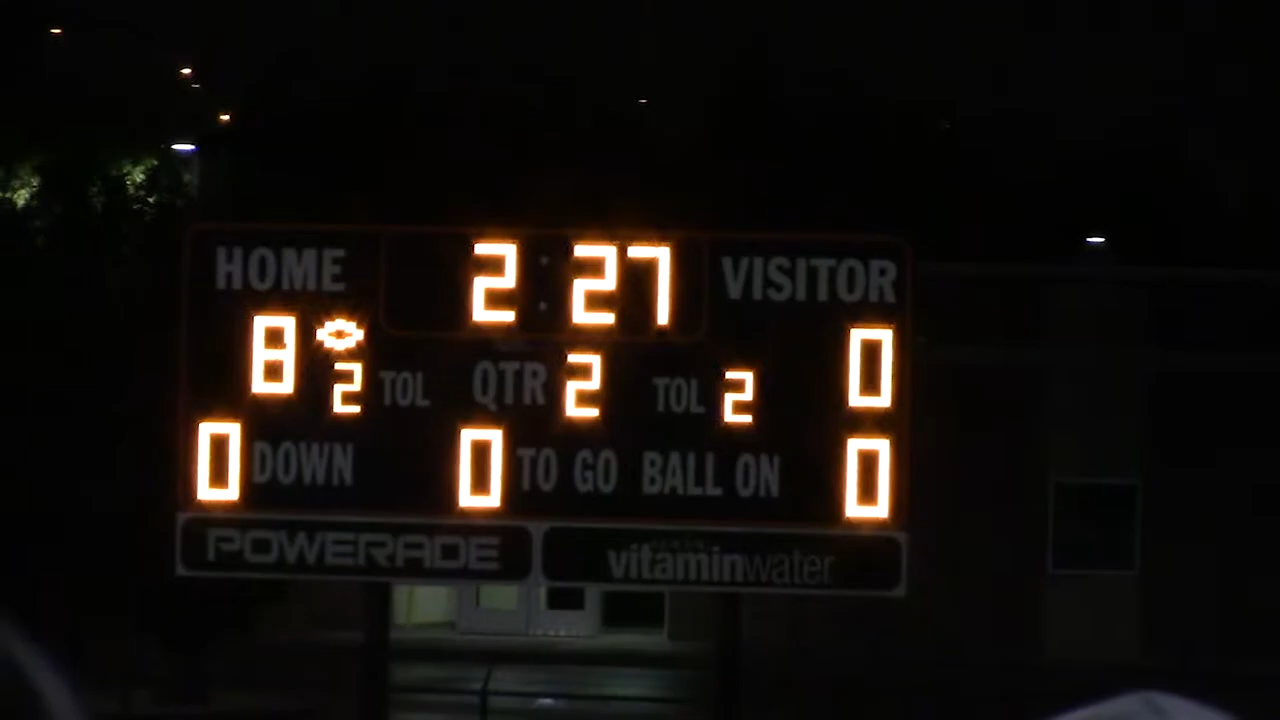 HOME 2:27 VISITOR
8 2 TOL QTR 2 TOL 2 0
0 DOWN 0 TO GO BALL ON 0
POWERADE vitaminwater